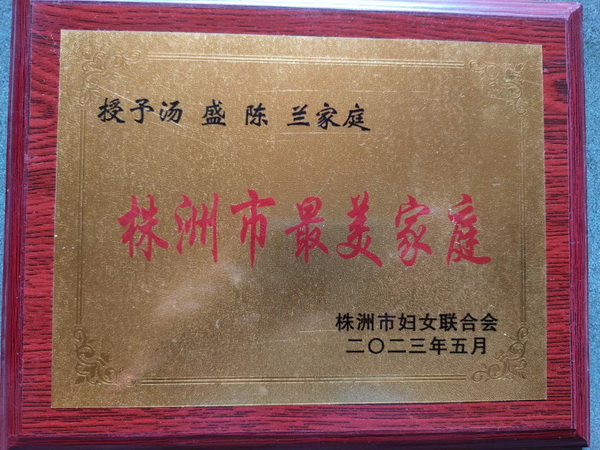 授予汤 盛 陈 兰家庭
株洲市最美家庭
株洲市妇女联合会
二〇二三年五月